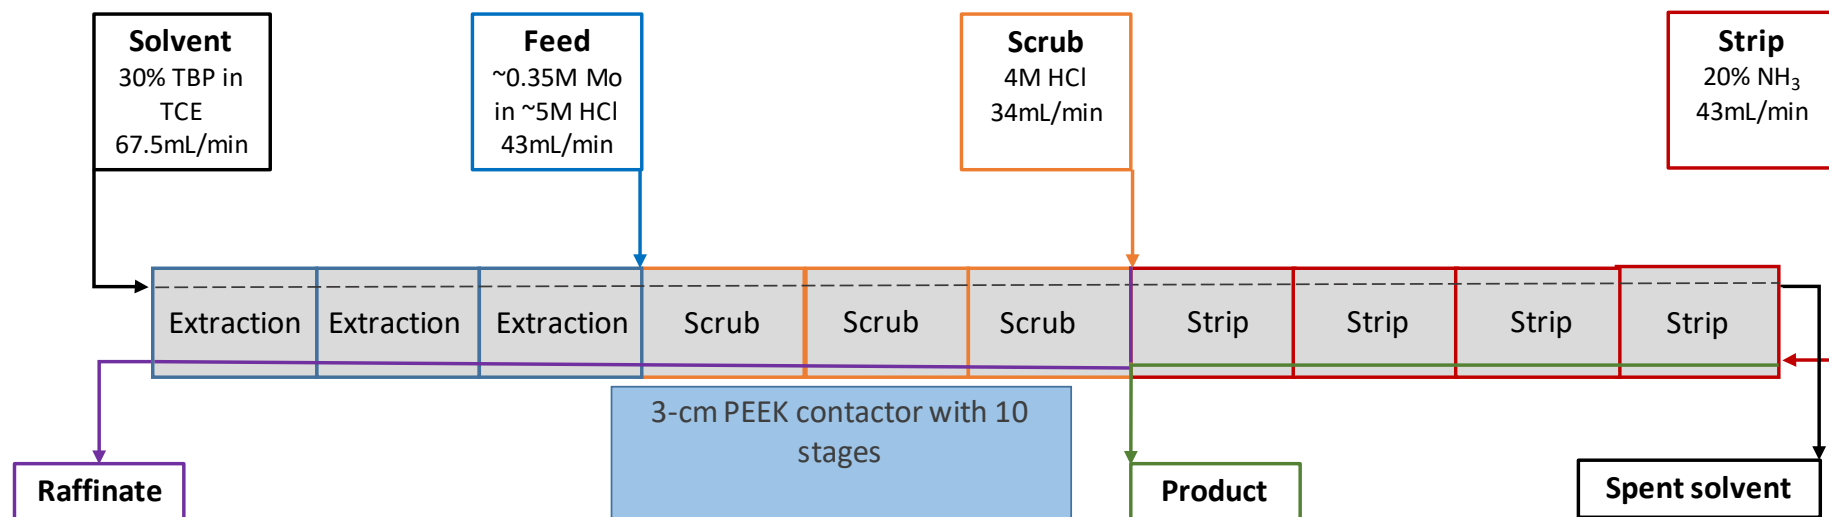 Solvent
30% TBP in
TCE
67.5mL/min
Feed
~0.35M Mo
in ~5M HCl
43mL/min
Scrub
4M HCl
34mL/min
Strip
20% NH₃
43mL/min
Extraction
Extraction
Extraction
Scrub
Scrub
Scrub
Strip
Strip
Strip
Strip
3-cm PEEK contactor with 10
stages
Raffinate
Product
Spent solvent